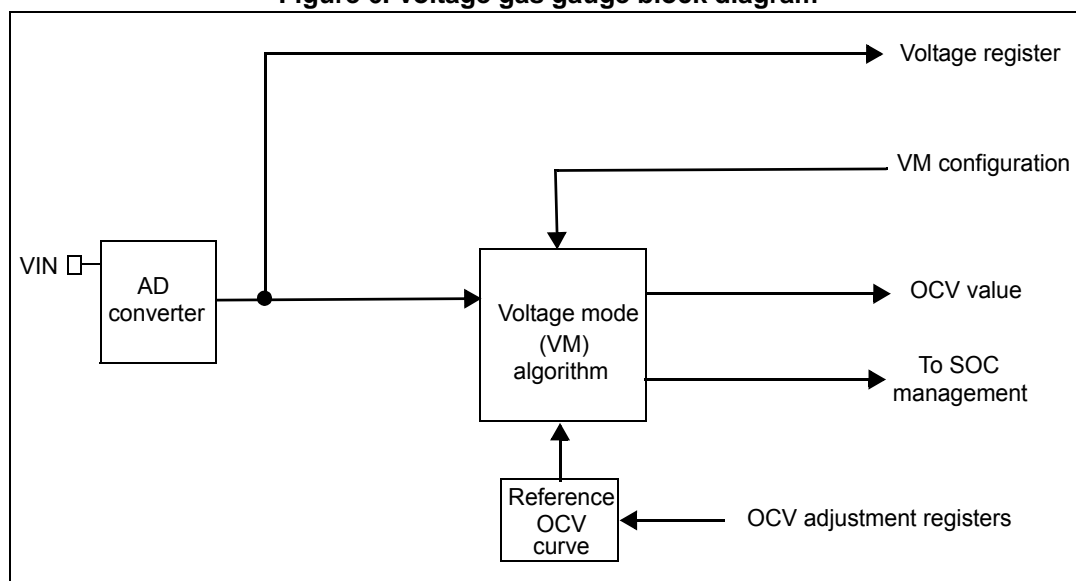 Figure Voltage gas gauge block diagram
Voltage register
VM configuration
VIN
AD
converter
Voltage mode
(VM)
algorithm
OCV value
To SOC
management
Reference
OCV
curve
OCV adjustment registers